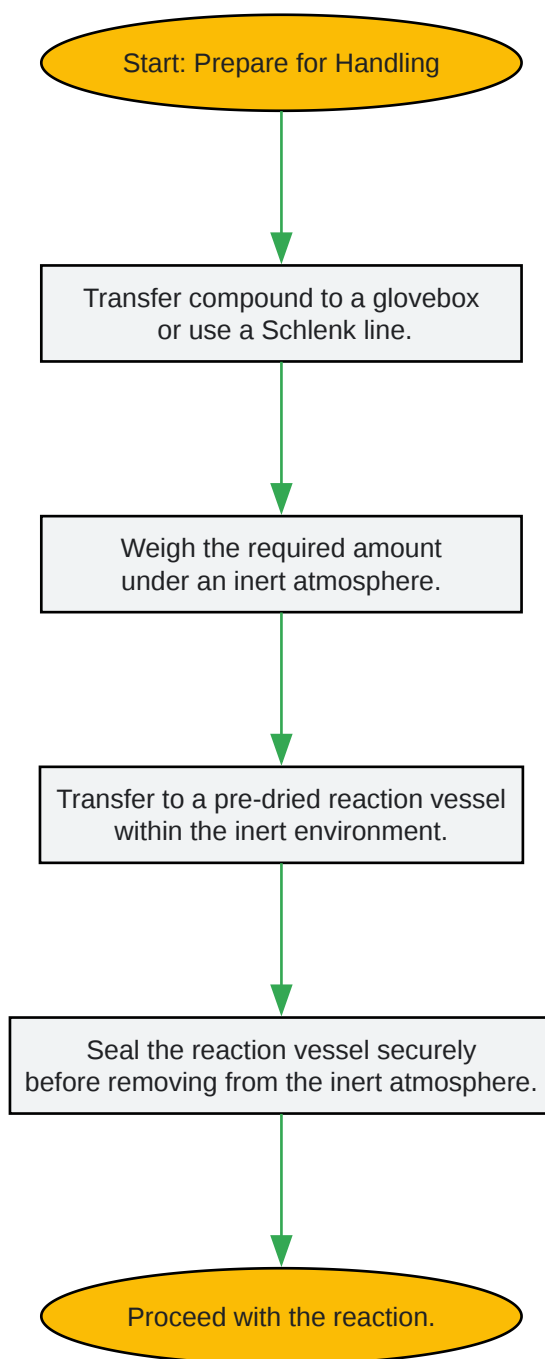 Start: Prepare for Handling
Transfer compound to a glovebox
or use a Schlenk line.
Weigh the required amount
under an inert atmosphere.
Transfer to a pre-dried reaction vessel
within the inert environment.
Seal the reaction vessel securely
before removing from the inert atmosphere.
Proceed with the reaction.